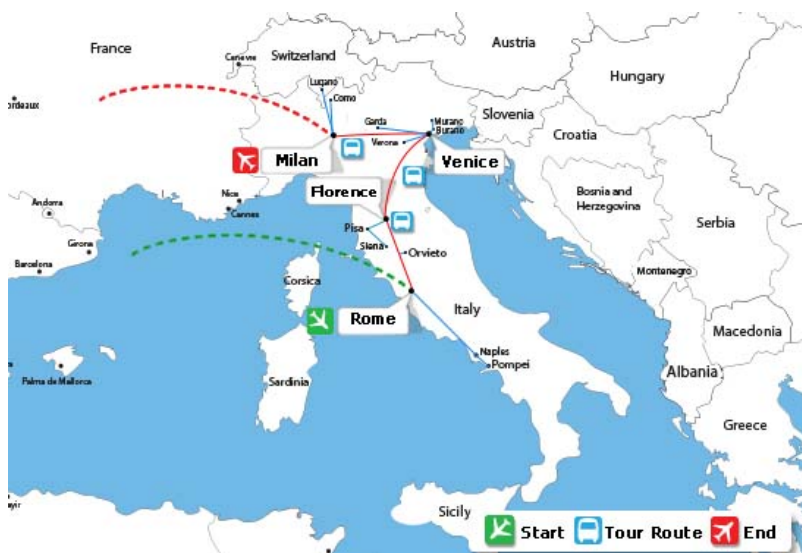 France
Switzerland
Austria
Hungary
Geneve
Lugano
Como
Slovenia
Croatia
Garda
Murano
Burano
Verona
Milan
Venice
Florence
Bosnia and
Herzegovina
Serbia
Nice
Cannes
Andorra
Girona
Barcelona
Pisa
Siena
Orvieto
Montenegro
Corsica
Rome
Italy
Macedonia
Naples
Pompei
Albania
Palma de Mallorca
Sardinia
Greece
Sicily
Start
Tour Route
End